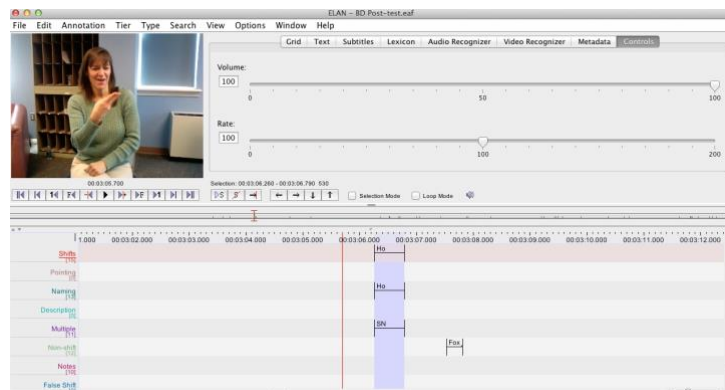 ELAN – BD Post-test.eaf
File Edit Annotation Tier Type Search View Options Window Help
Grid Text Subtitles Lexicon Audio Recognizer Video Recognizer Metadata Controls
Volume:
100
0 50 100
Rate:
100
0 100 200
00:03:05.700
Selection: 00:03:06.260 - 00:03:06.790 530
Selection Mode Loop Mode
1.000 00:03:02.000 00:03:03.000 00:03:04.000 00:03:05.000 00:03:06.000 00:03:07.000 00:03:08.000 00:03:09.000 00:03:10.000 00:03:11.000 00:03:12.000
Shifts Ho
Pointing
Naming Ho
Description
Multiple SN
[11]
Non-shift Fox
[12]
Notes
[10]
False Shift